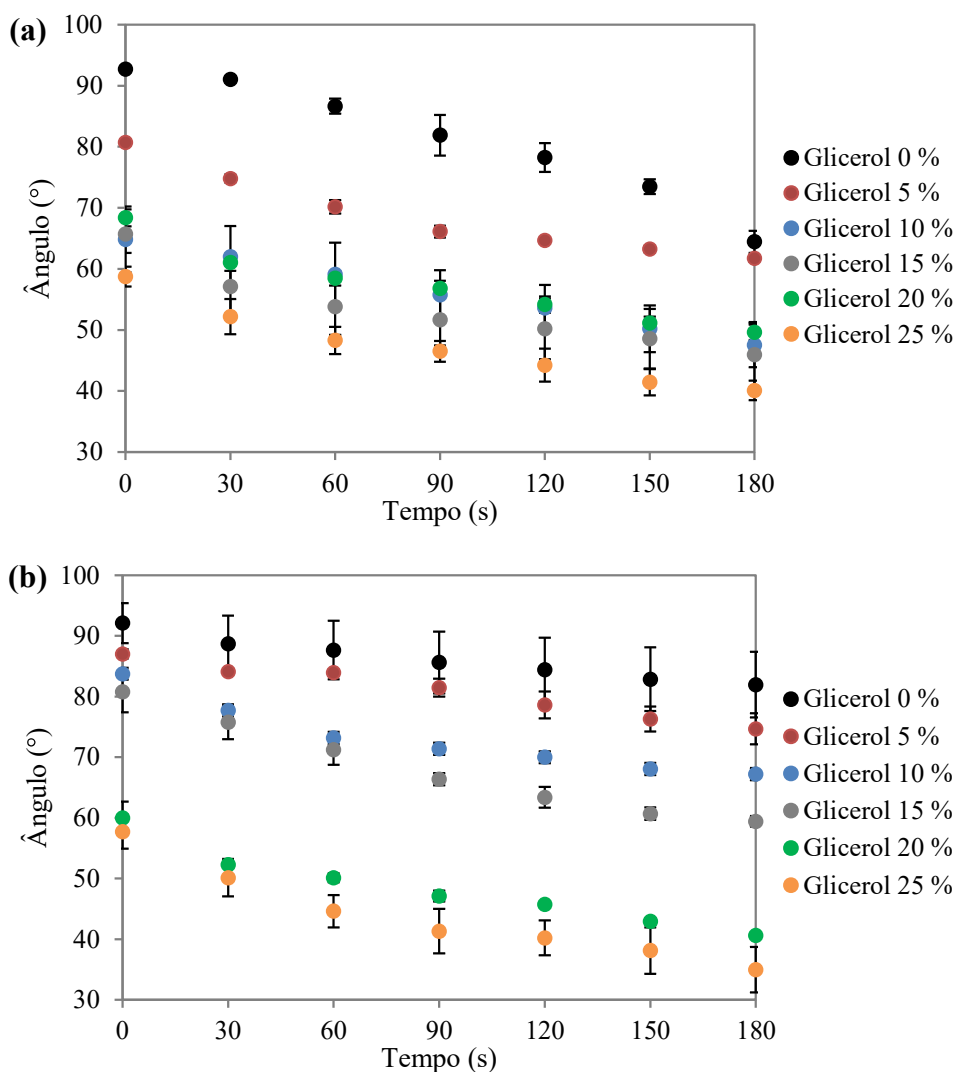 (a)
100
90
80
70
60
50
40
30
Ângulo (°)
0 30 60 90 120 150 180
Tempo (s)
Glicerol 0 %
Glicerol 5 %
Glicerol 10 %
Glicerol 15 %
Glicerol 20 %
Glicerol 25 %
(b)
100
90
80
70
60
50
40
30
Ângulo (°)
0 30 60 90 120 150 180
Tempo (s)
Glicerol 0 %
Glicerol 5 %
Glicerol 10 %
Glicerol 15 %
Glicerol 20 %
Glicerol 25 %